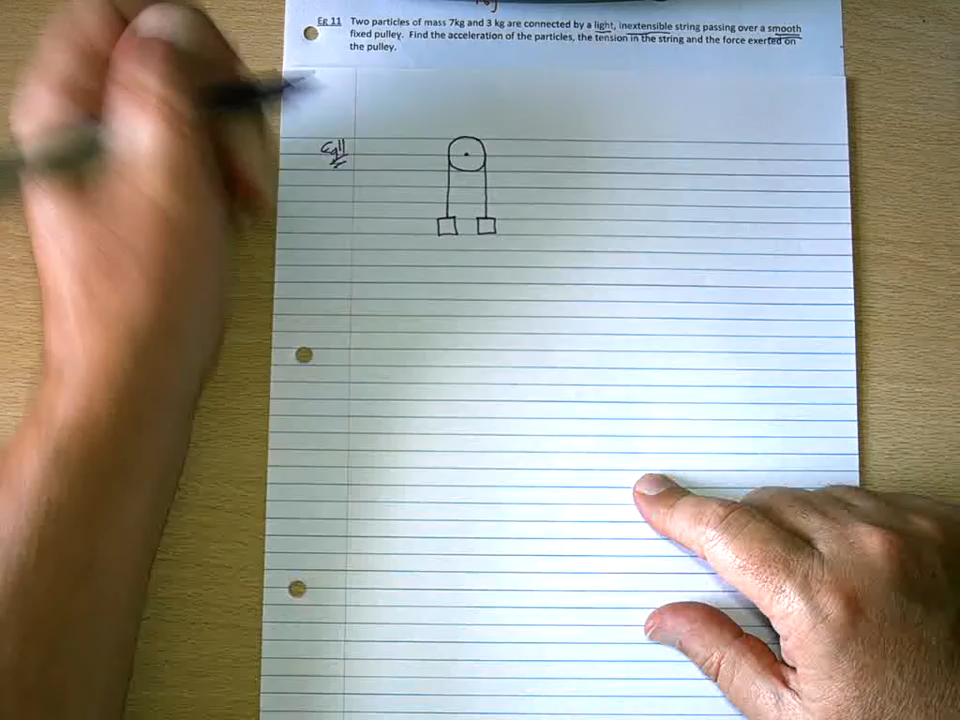 Eg 11 Two particles of mass 7kg and 3 kg are connected by a light, inextensible string passing over a smooth
fixed pulley. Find the acceleration of the particles, the tension in the string and the force exerted on
the pulley.
Eg11